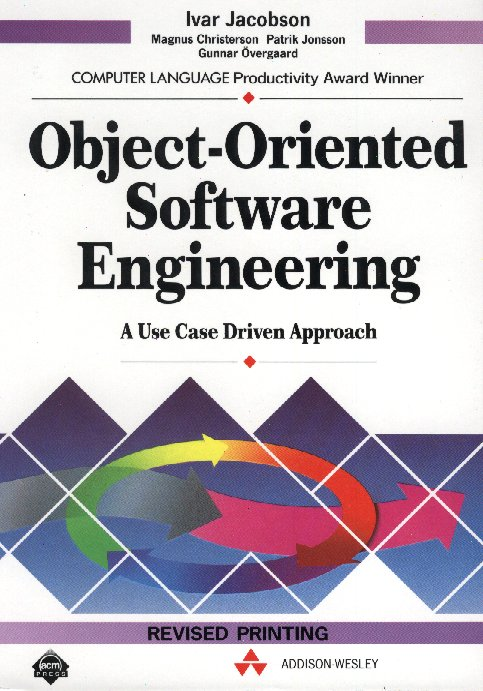 Ivar Jacobson
Magnus Christerson Patrik Jonsson
Gunnar Övergaard
COMPUTER LANGUAGE Productivity Award Winner
Object-Oriented
Software
Engineering
A Use Case Driven Approach
REVISED PRINTING
acm
PRESS
ADDISON-WESLEY